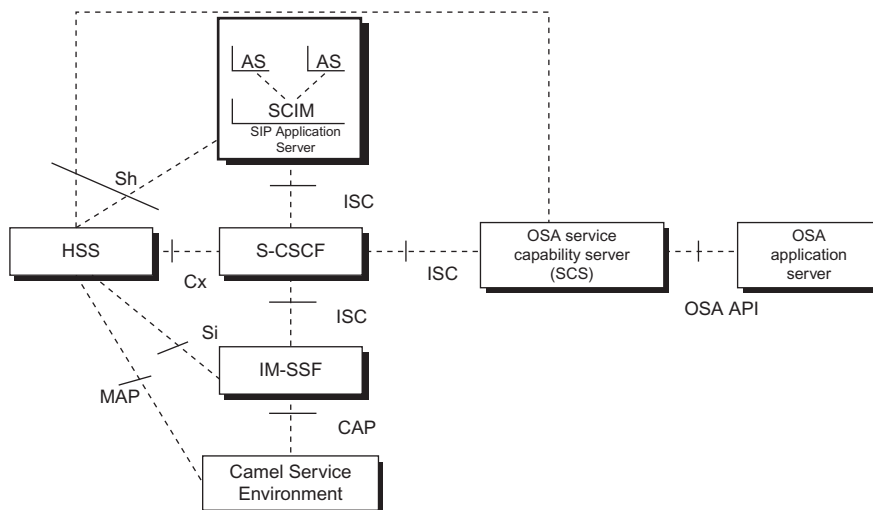 AS AS
SCIM
SIP Application
Server
Sh
ISC
HSS
S-CSCF
OSA service
capability server
(SCS)
OSA
application
server
Cx
ISC
OSA API
ISC
Si
IM-SSF
MAP
CAP
Camel Service
Environment